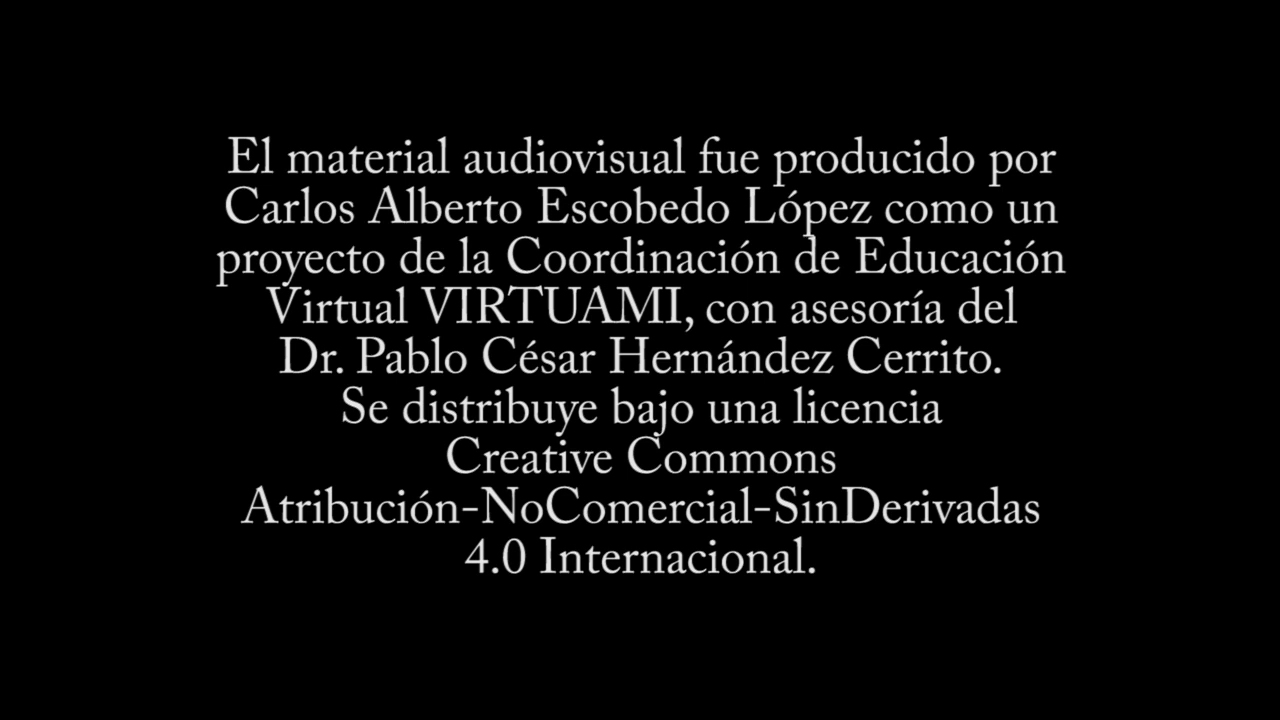 El material audiovisual fue producido por
Carlos Alberto Escobedo López como un
proyecto de la Coordinación de Educación
Virtual VIRTUAMI, con asesoría del
Dr. Pablo César Hernández Cerrito.
Se distribuye bajo una licencia
Creative Commons
Atribución-NoComercial-SinDerivadas
4.0 Internacional.